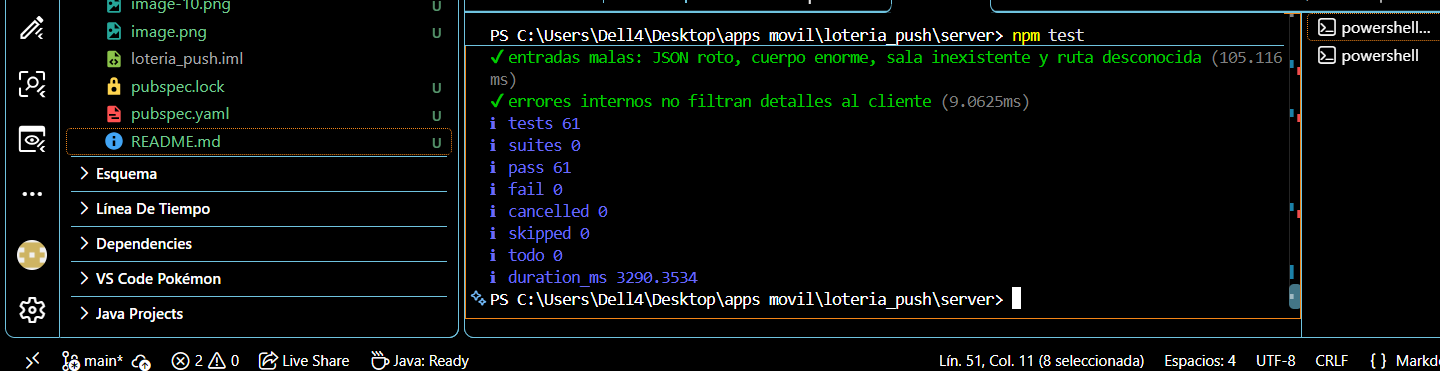 image-10.png U
image.png U
loteria_push.iml
pubspec.lock U
pubspec.yaml U
README.md U
Esquema
Línea De Tiempo
Dependencies
VS Code Pokémon
Java Projects
PS C:\Users\Dell4\Desktop\apps movil\loteria_push\server> npm test
✓ entradas malas: JSON roto, cuerpo enorme, sala inexistente y ruta desconocida (105.116
ms)
✓ errores internos no filtran detalles al cliente (9.0625ms)
i tests 61
i suites 0
i pass 61
i fail 0
i cancelled 0
i skipped 0
i todo 0
i duration_ms 3290.3534
PS C:\Users\Dell4\Desktop\apps movil\loteria_push\server>
powershell...
powershell
main* 2 0 Live Share Java: Ready Lín. 51, Col. 11 (8 seleccionada) Espacios: 4 UTF-8 CRLF { } Markdo